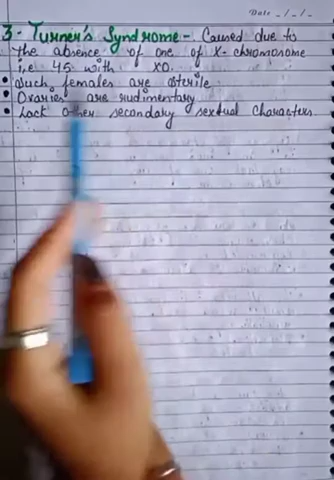 Date _/_/_
3- Turner's Syndrome - Caused due to
the absence of one of X-chromosome
i,e 45 with XO.
• Such females are sterile
• Ovaries are rudimentary
• Lack other secondary sextual characters